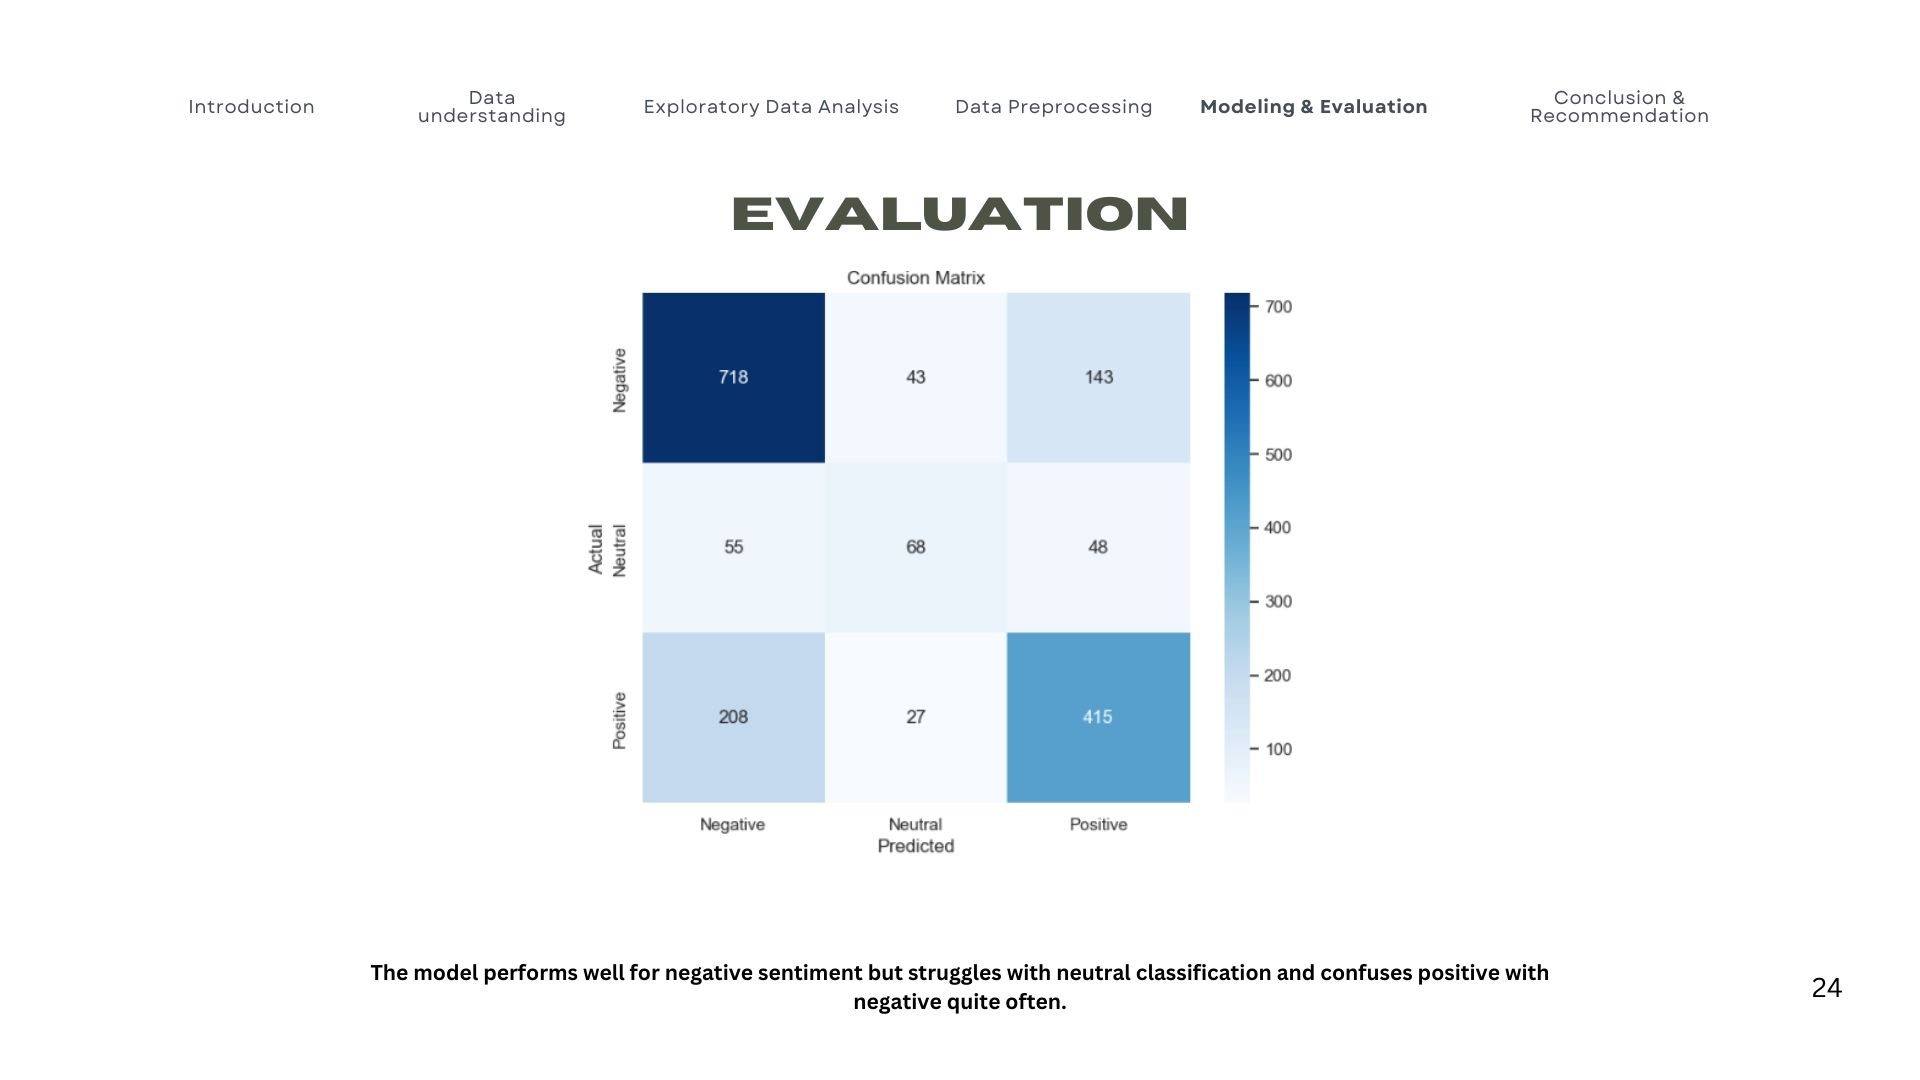 Introduction
Data
understanding
Exploratory Data Analysis
Data Preprocessing
Modeling & Evaluation
Conclusion &
Recommendation
EVALUATION
Confusion Matrix
Actual
Negative
718 43 143
Neutral
55 68 48
Positive
208 27 415
Negative Neutral Positive
Predicted
700
600
500
400
300
200
100
The model performs well for negative sentiment but struggles with neutral classification and confuses positive with
negative quite often.
24